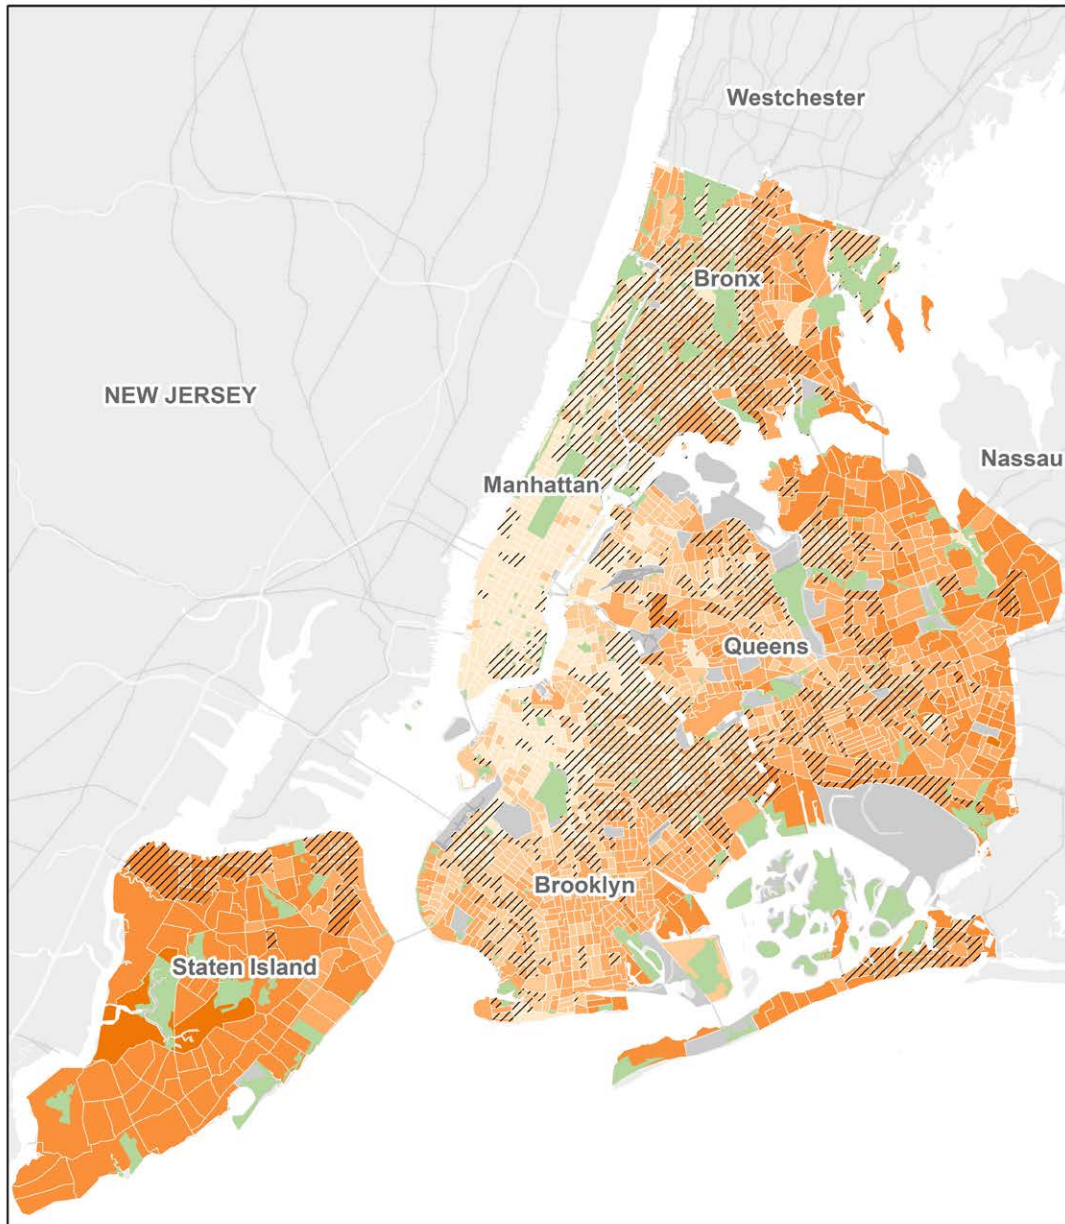 Westchester
Bronx
NEW JERSEY
Nassau
Manhattan
Queens
Brooklyn
Staten Island